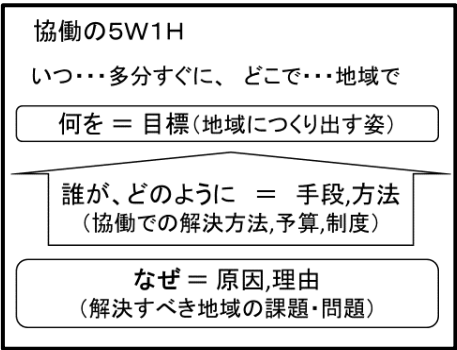 協働の5W1H
いつ・・・多分すぐに、 どこで・・・地域で
何を = 目標(地域につくり出す姿)
誰が、どのように = 手段,方法
(協働での解決方法,予算,制度)
なぜ = 原因,理由
(解決すべき地域の課題・問題)